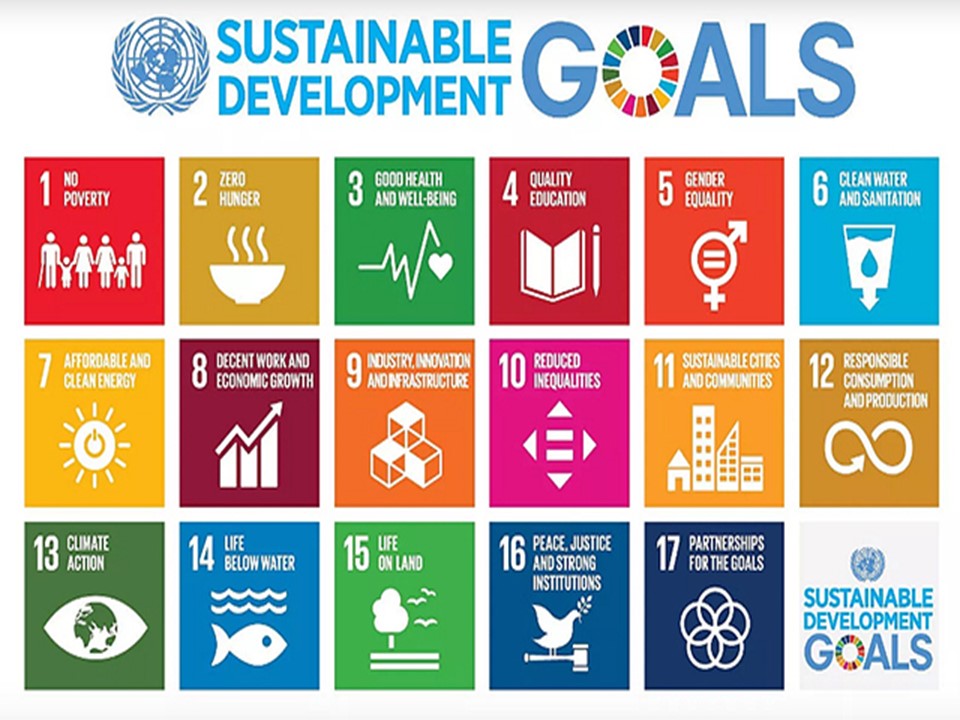 SUSTAINABLE
DEVELOPMENT
GOALS
1 NO
POVERTY
2 ZERO
HUNGER
3 GOOD HEALTH
AND WELL-BEING
4 QUALITY
EDUCATION
5 GENDER
EQUALITY
6 CLEAN WATER
AND SANITATION
7 AFFORDABLE AND
CLEAN ENERGY
8 DECENT WORK AND
ECONOMIC GROWTH
9 INDUSTRY, INNOVATION
AND INFRASTRUCTURE
10 REDUCED
INEQUALITIES
11 SUSTAINABLE CITIES
AND COMMUNITIES
12 RESPONSIBLE
CONSUMPTION
AND PRODUCTION
13 CLIMATE
ACTION
14 LIFE
BELOW WATER
15 LIFE
ON LAND
16 PEACE, JUSTICE
AND STRONG
INSTITUTIONS
17 PARTNERSHIPS
FOR THE GOALS
SUSTAINABLE
DEVELOPMENT
GOALS